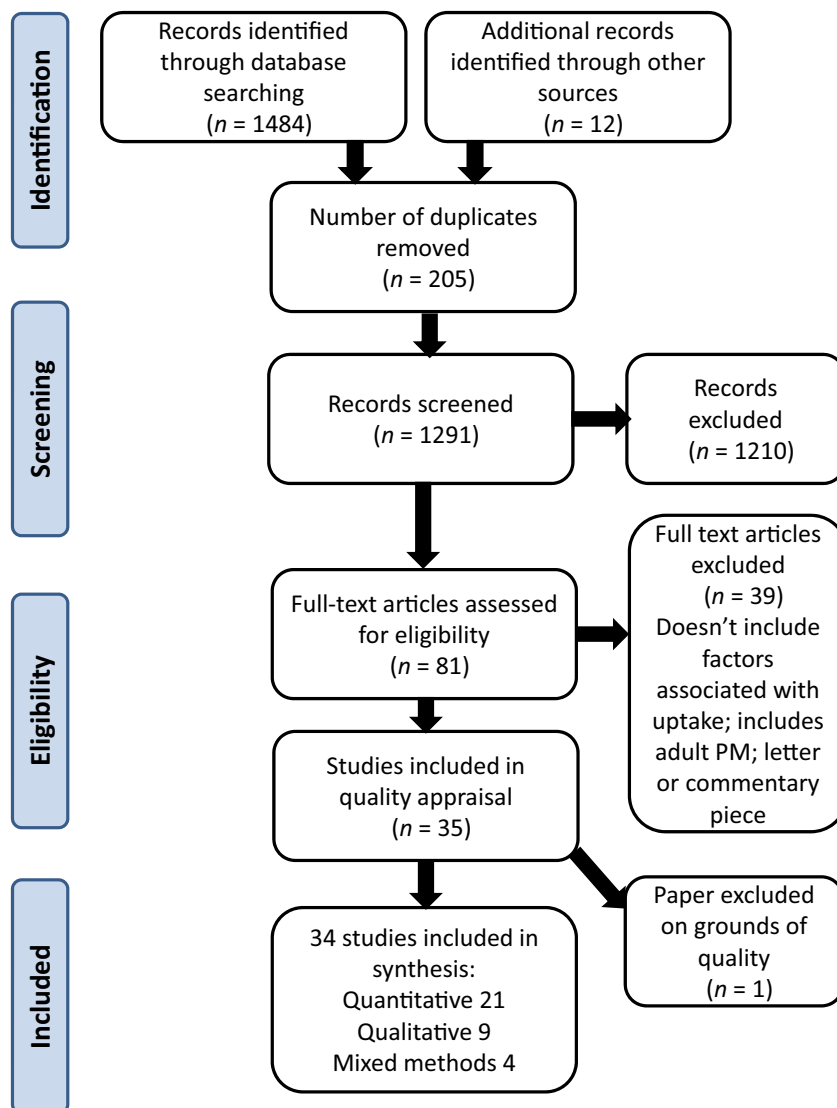 Identification
Records identified
through database
searching
(n = 1484)
Additional records
identified through other
sources
(n = 12)
Number of duplicates
removed
(n = 205)
Screening
Records screened
(n = 1291)
Records
excluded
(n = 1210)
Eligibility
Full-text articles assessed
for eligibility
(n = 81)
Full text articles
excluded
(n = 39)
Doesn't include
factors
associated with
uptake; includes
adult PM; letter
or commentary
piece
Studies included in
quality appraisal
(n = 35)
Included
34 studies included in
synthesis:
Quantitative 21
Qualitative 9
Mixed methods 4
Paper excluded
on grounds of
quality
(n = 1)